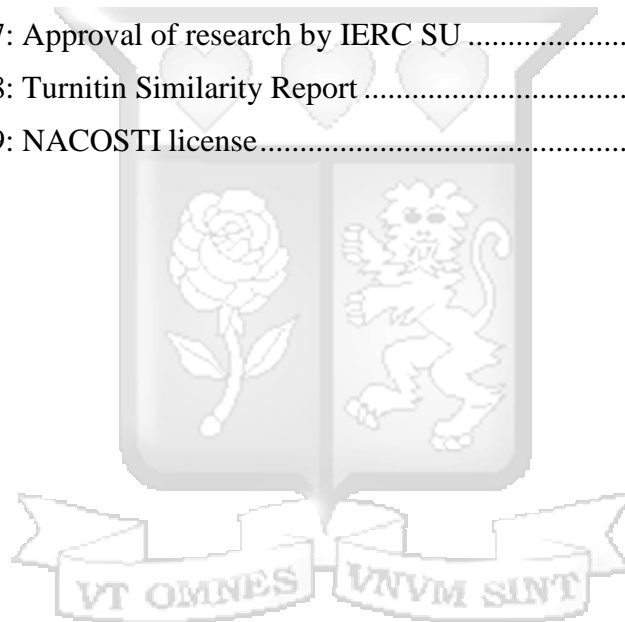 7: Approval of research by IERC SU ....................
8: Turnitin Similarity Report .................................
9: NACOSTI license..............................................
VT OMNES VNVM SINT